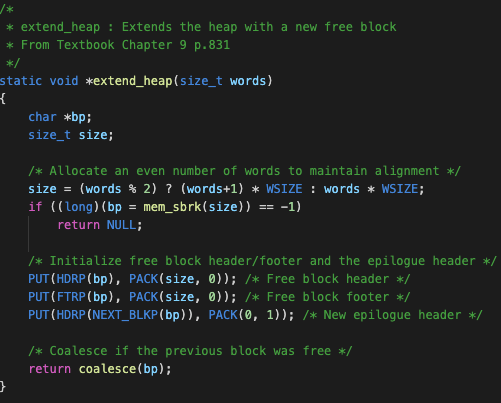 /*
 * extend_heap : Extends the heap with a new free block
 * From Textbook Chapter 9 p.831
 */
static void *extend_heap(size_t words)
{
    char *bp;
    size_t size;

    /* Allocate an even number of words to maintain alignment */
    size = (words % 2) ? (words+1) * WSIZE : words * WSIZE;
    if ((long)(bp = mem_sbrk(size)) == -1)
        return NULL;

    /* Initialize free block header/footer and the epilogue header */
    PUT(HDRP(bp), PACK(size, 0)); /* Free block header */
    PUT(FTRP(bp), PACK(size, 0)); /* Free block footer */
    PUT(HDRP(NEXT_BLKP(bp)), PACK(0, 1)); /* New epilogue header */

    /* Coalesce if the previous block was free */
    return coalesce(bp);
}